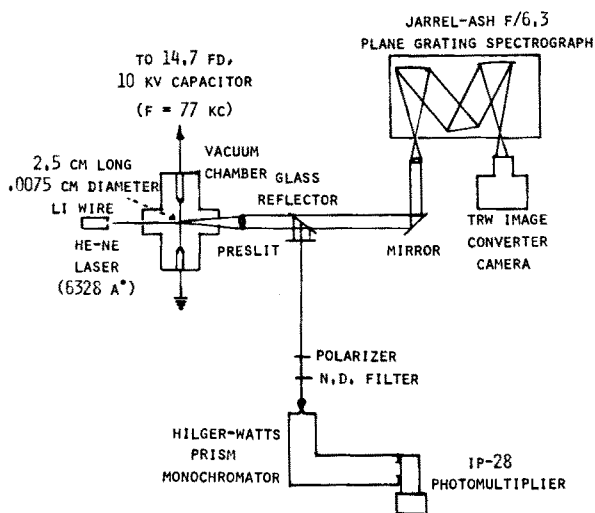 JARREL-ASH F/6.3
PLANE GRATING SPECTROGRAPH
TO 14.7 FD,
10 KV CAPACITOR
(F = 77 KC)
2.5 CM LONG
.0075 CM DIAMETER
LI WIRE
VACUUM
CHAMBER
GLASS
REFLECTOR
HE-NE
LASER
(6328 A°)
PRESLIT
MIRROR
TRW IMAGE
CONVERTER
CAMERA
POLARIZER
N.D. FILTER
HILGER-WATTS
PRISM
MONOCHROMATOR
IP-28
PHOTOMULTIPLIER